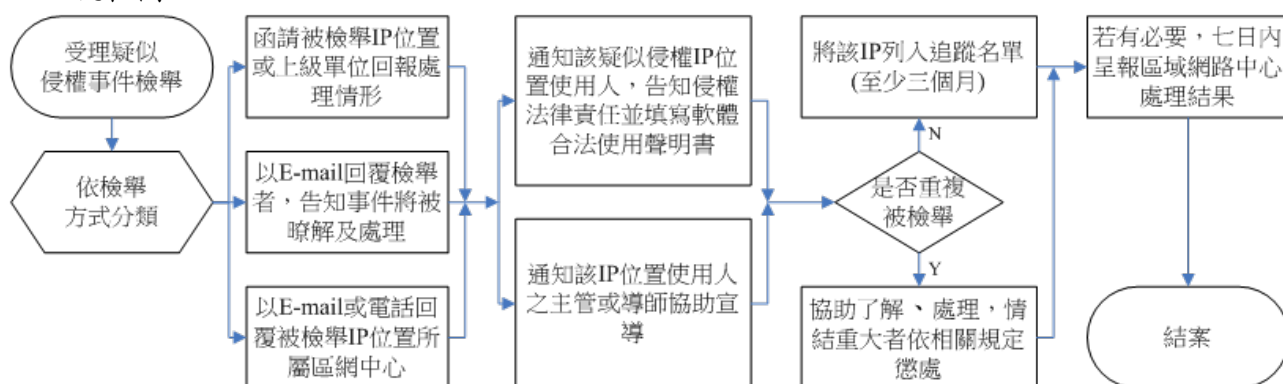 受理疑似
侵權事件檢舉
依檢舉
方式分類
函請被檢舉IP位置
或上級單位回報處
理情形
以E-mail回覆檢舉
者，告知事件將被
暸解及處理
以E-mail或電話回
覆被檢舉IP位置所
屬區網中心
通知該疑似侵權IP位
置使用人，告知侵權
法律責任並填寫軟體
合法使用聲明書
通知該IP位置使用人
之主管或導師協助宣
導
將該IP列入追蹤名單
(至少三個月)
N
是否重複
被檢舉
Y
協助了解、處理，情
結重大者依相關規定
懲處
若有必要，七日內
呈報區域網路中心
處理結果
結案